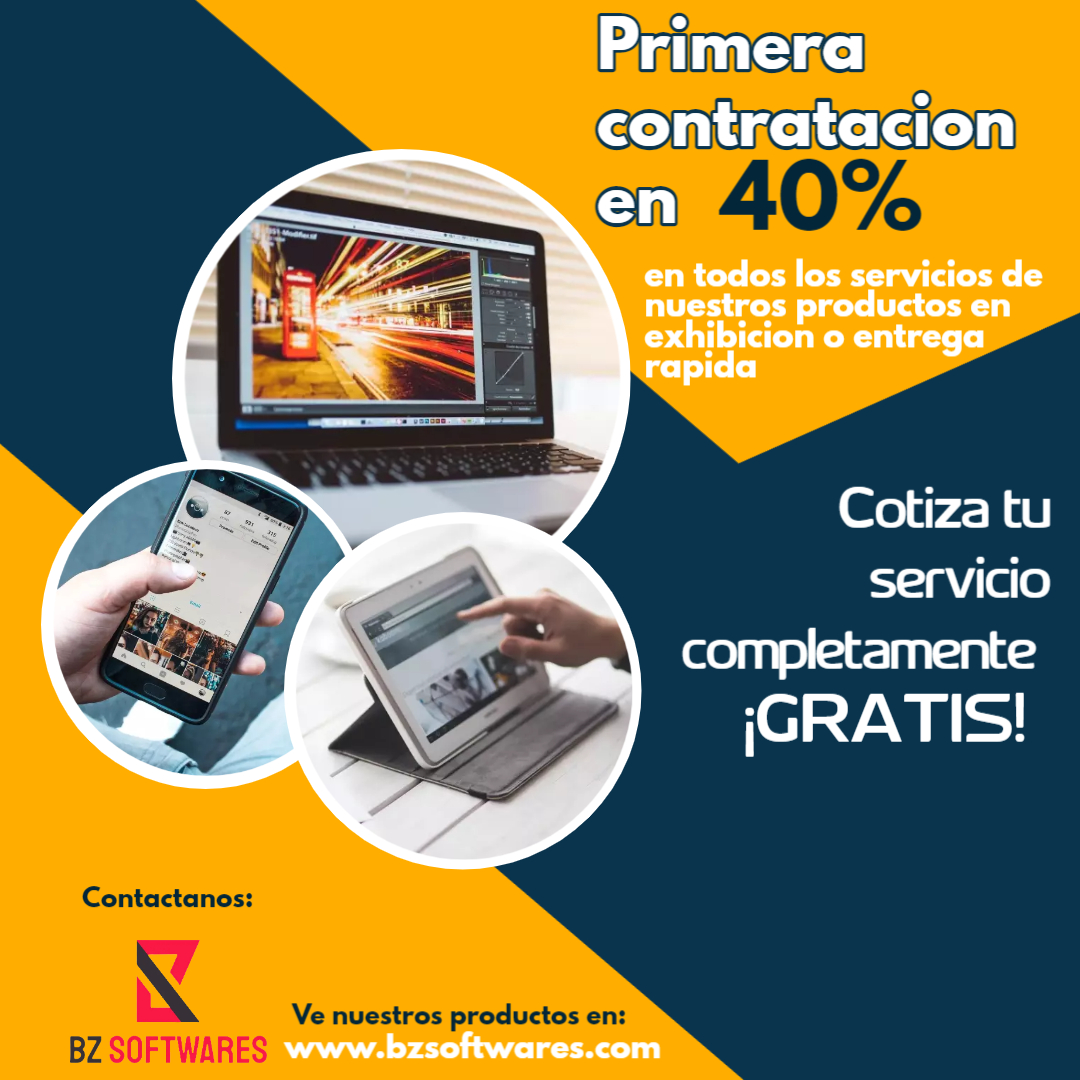 Primera
contratacion
en 40%
en todos los servicios de
nuestros productos en
exhibicion o entrega
rapida
Cotiza tu
servicio
completamente
¡GRATIS!
Contactanos:
BZ SOFTWARES
Ve nuestros productos en:
www.bzsoftwares.com